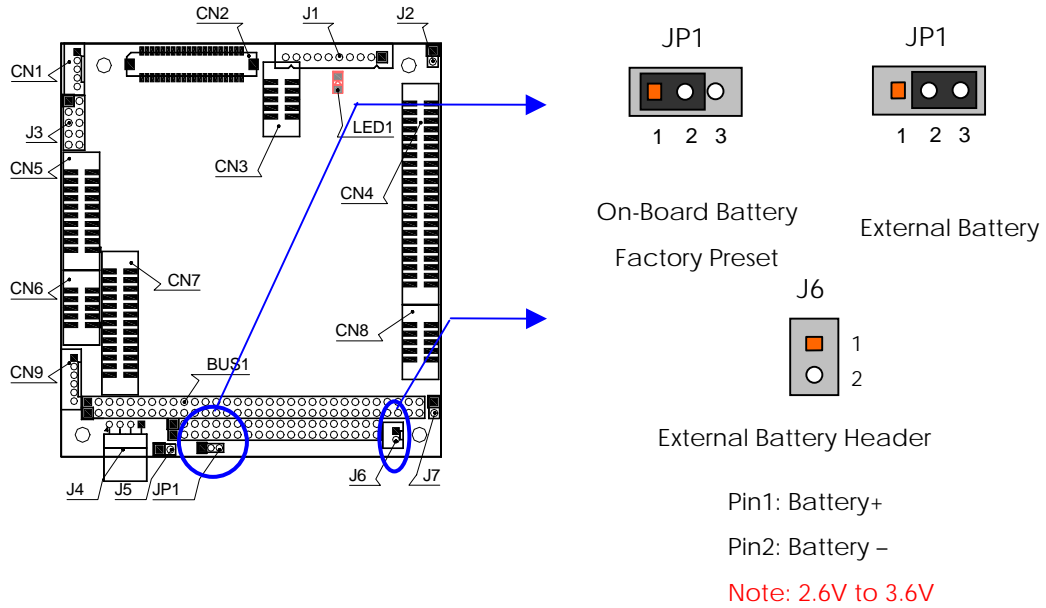 CN2
J1
J2
CN1
J3
CN5
CN3
LED1
CN4
CN6
CN7
CN8
CN9
BUS1
J4
J5
JP1
J6
J7
JP1
1 2 3
On-Board Battery
Factory Preset
JP1
1 2 3
External Battery
J6
1
2
External Battery Header
Pin1: Battery+
Pin2: Battery –
Note: 2.6V to 3.6V